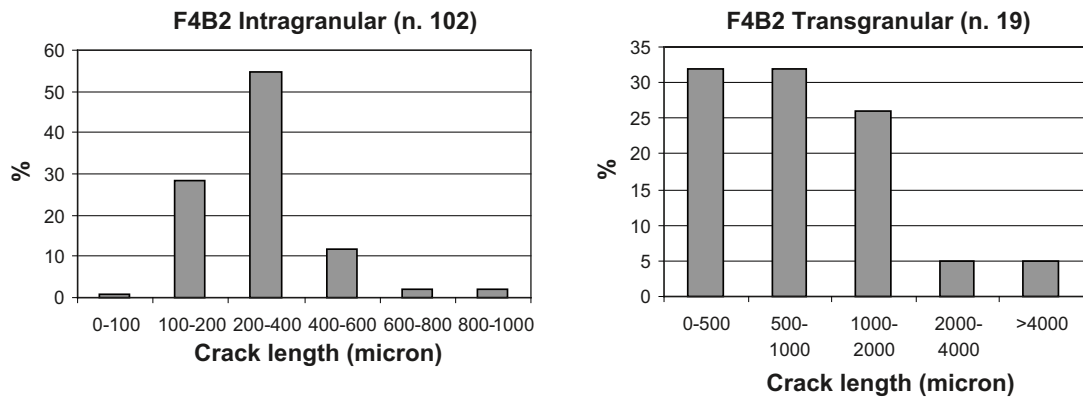 F4B2 Intragranular (n. 102)
60
50
40
30
20
10
0
%
0-100 100-200 200-400 400-600 600-800 800-1000
Crack length (micron)
F4B2 Transgranular (n. 19)
35
30
25
20
15
10
5
0
%
0-500 500- 1000- 2000- >4000
1000 2000 4000
Crack length (micron)